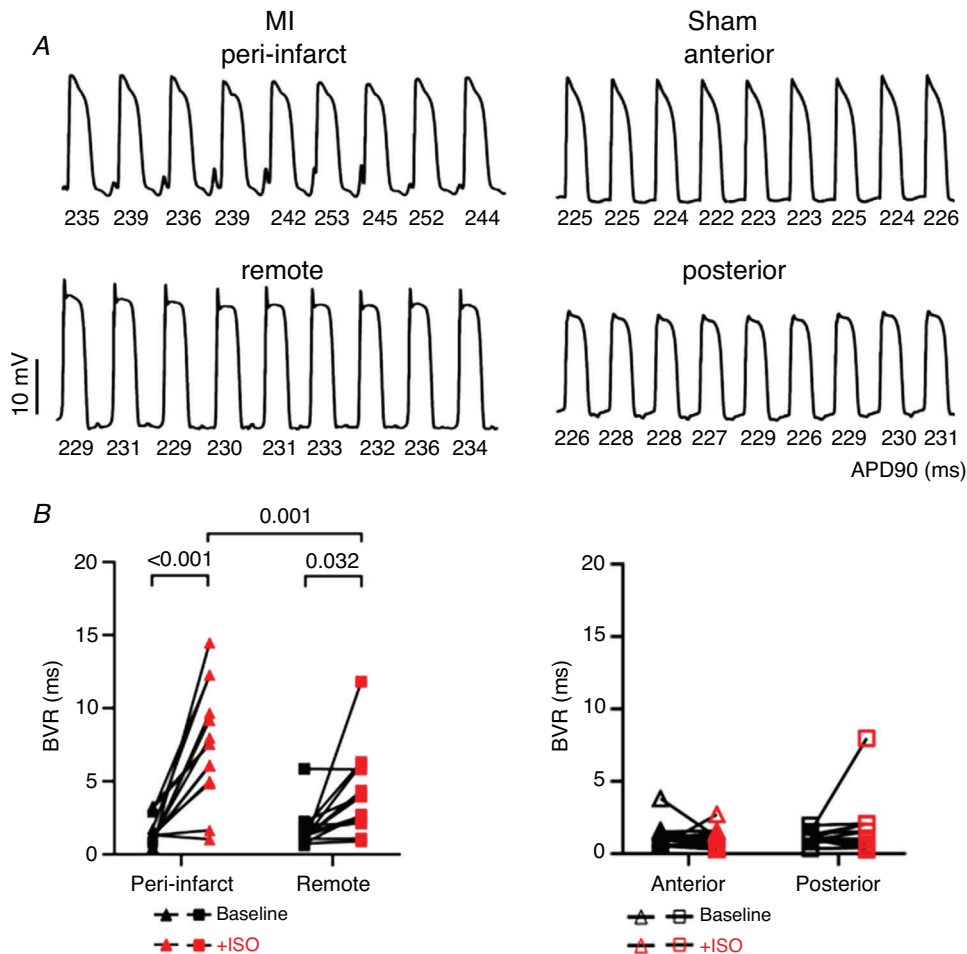 A
MI
peri-infarct
Sham
anterior
235 239 236 239 242 253 245 252 244
225 225 224 222 223 223 225 224 226
remote
posterior
10 mV
229 231 229 230 231 233 232 236 234
226 228 228 227 229 226 229 230 231
APD90 (ms)
B
0.001
<0.001
0.032
20
15
10
5
0
BVR (ms)
Peri-infarct Remote
Baseline
+ISO
20
15
10
5
0
BVR (ms)
Anterior Posterior
Baseline
+ISO